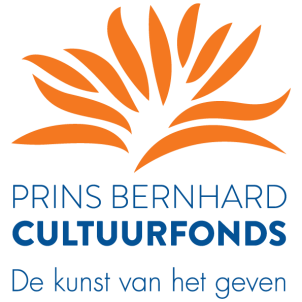 PRINS BERNHARD
CULTUURFONDS
De kunst van het geven